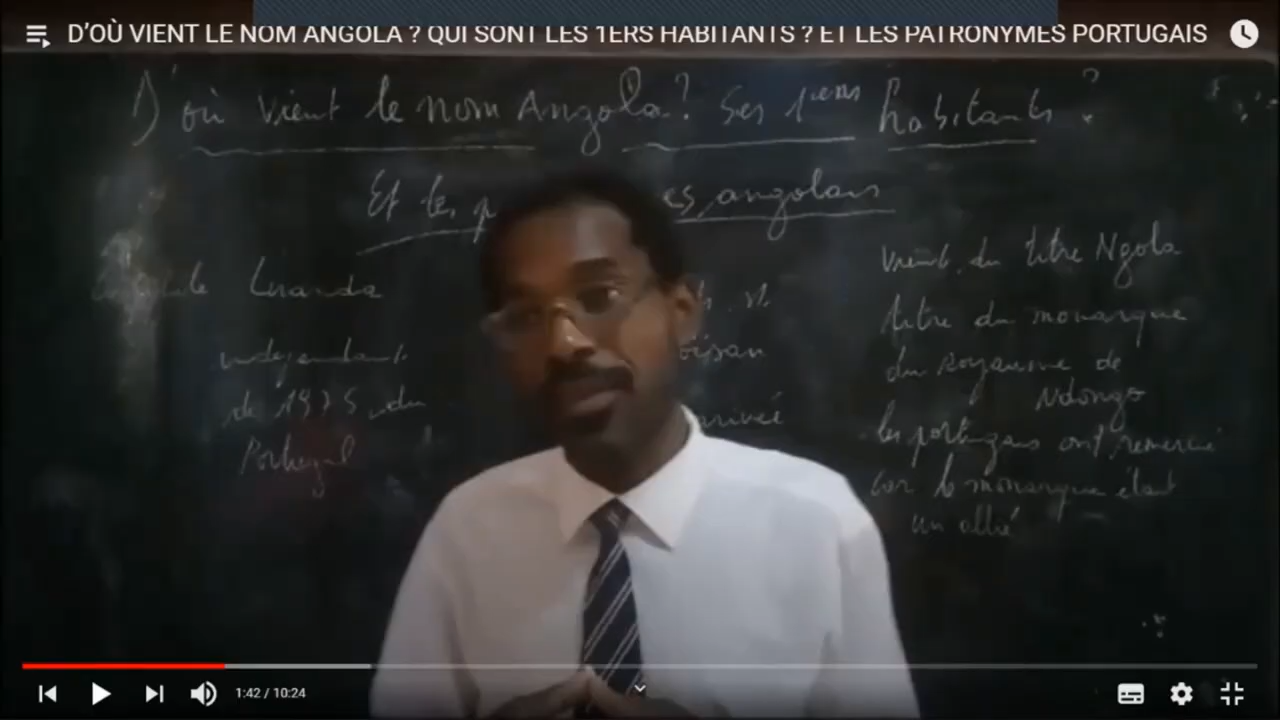 D'OÙ VIENT LE NOM ANGOLA ? QUI SONT LES 1ERS HABITANTS ? ET LES PATRONYMES PORTUGAIS
D'où vient le nom Angola? Ses 1ers habitants ?
Et les es angolais
Luanda
de 1975 du
Portugal
vient du titre Ngola
titre du monarque
du royaume de
Ndongo
les portugais ont remercié
car le monarque était
un allié
1:42 / 10:24